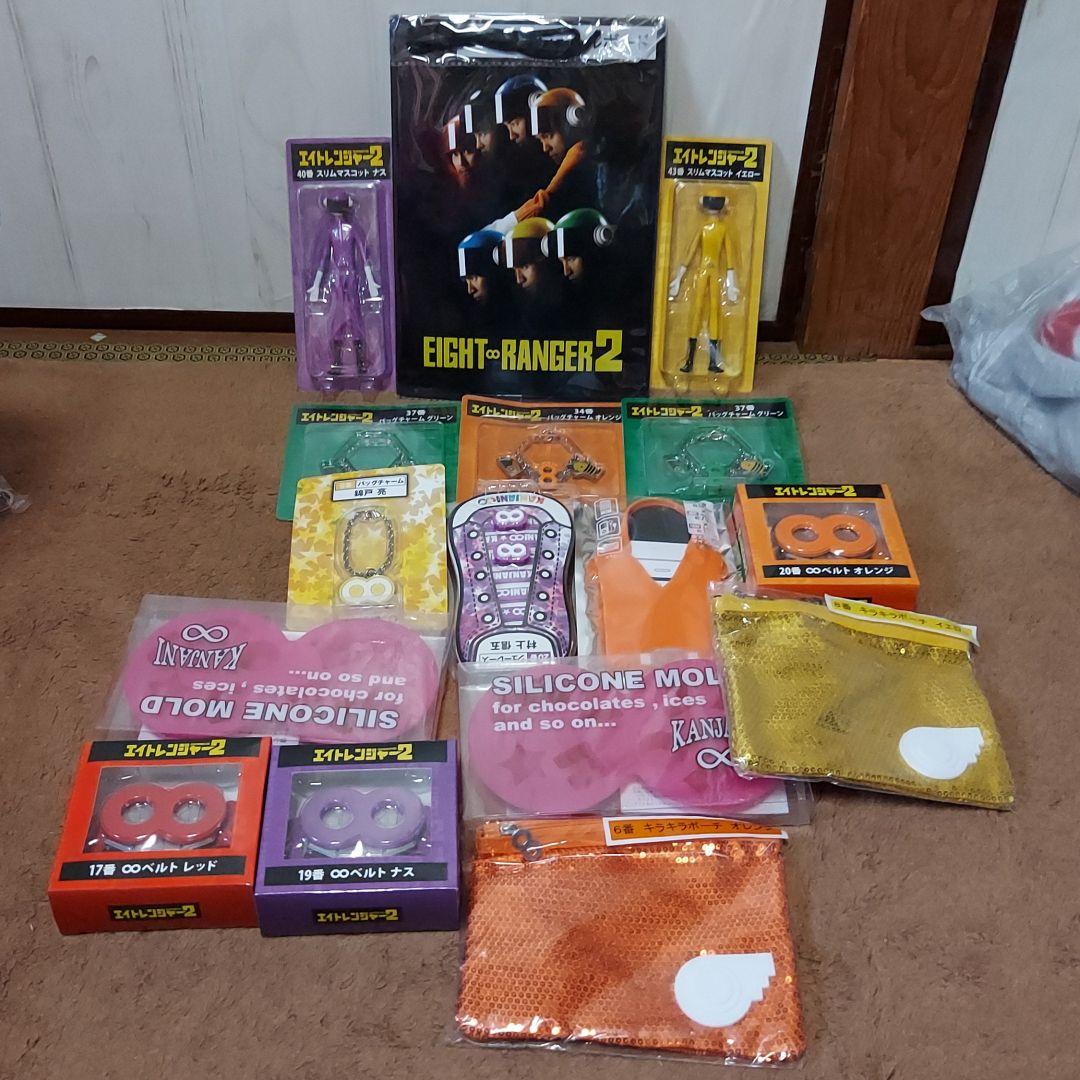 エイトレンジャー2
40番 スリムマスコット ナス
EIGHT∞RANGER2
エイトレンジャー2
43番 スリムマスコット イエロー
エイトレンジャー2
37番
バッグチャーム グリーン
エイトレンジャー2
34番
バッグチャーム オレンジ
エイトレンジャー2
37番
バッグチャーム グリーン
バッグチャーム
錦戸 亮
KANJANI∞
KANJANI
シューレース
村上 信五
エイトレンジャー2
20番 ∞ベルト オレンジ
6番 キラキラポーチ イエロ
SILICONE MOLD
for chocolates , ices
and so on...
KANJANI
∞
SILICONE MOL
for chocolates , ices
and so on...
KANJA
∞
エイトレンジャー2
17番 ∞ベルト レッド
エイトレンジャー2
エイトレンジャー2
19番 ∞ベルト ナス
エイトレンジャー2
6番 キラキラポーチ オレンジ